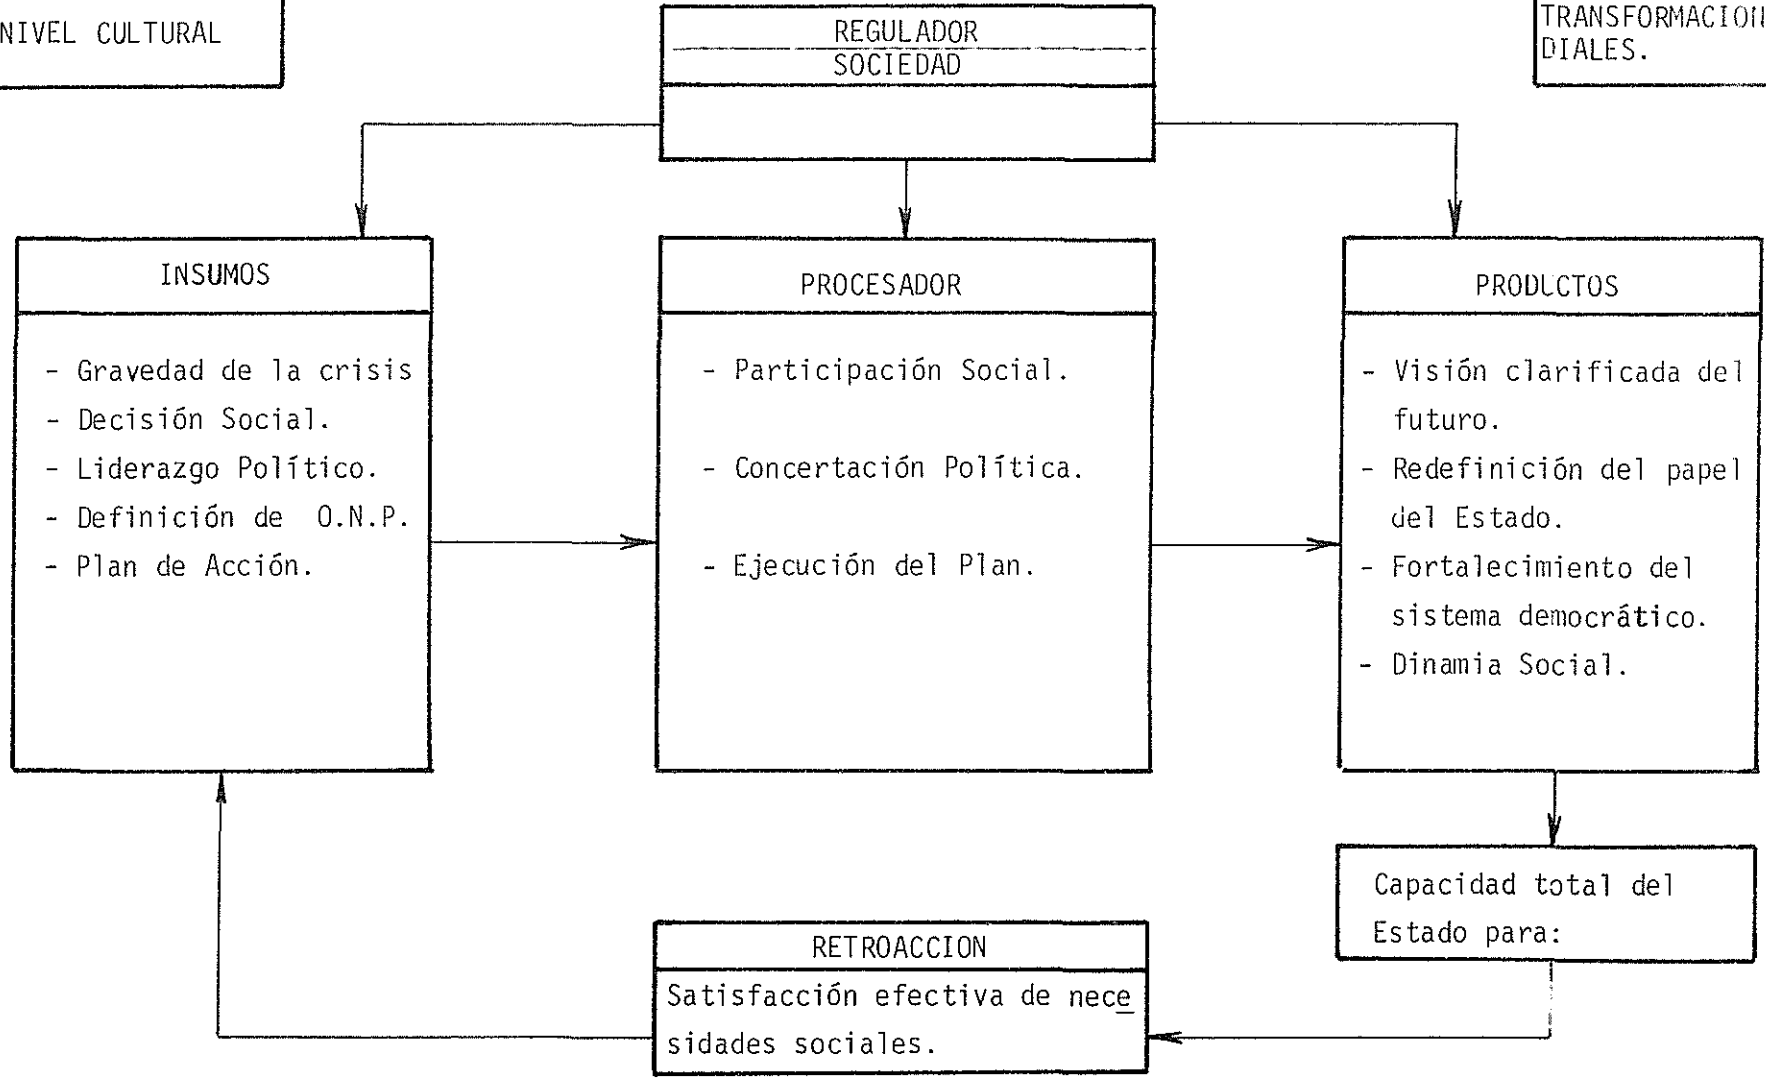 NIVEL CULTURAL
REGULADOR
SOCIEDAD
TRANSFORMACION
DIALES.
INSUMOS
- Gravedad de la crisis
- Decisión Social.
- Liderazgo Político.
- Definición de O.N.P.
- Plan de Acción.
PROCESADOR
- Participación Social.
- Concertación Política.
- Ejecución del Plan.
PRODUCTOS
- Visión clarificada del
futuro.
- Redefinición del papel
del Estado.
- Fortalecimiento del
sistema democrático.
- Dinamia Social.
Capacidad total del
Estado para:
RETROACCION
Satisfacción efectiva de nece
sidades sociales.